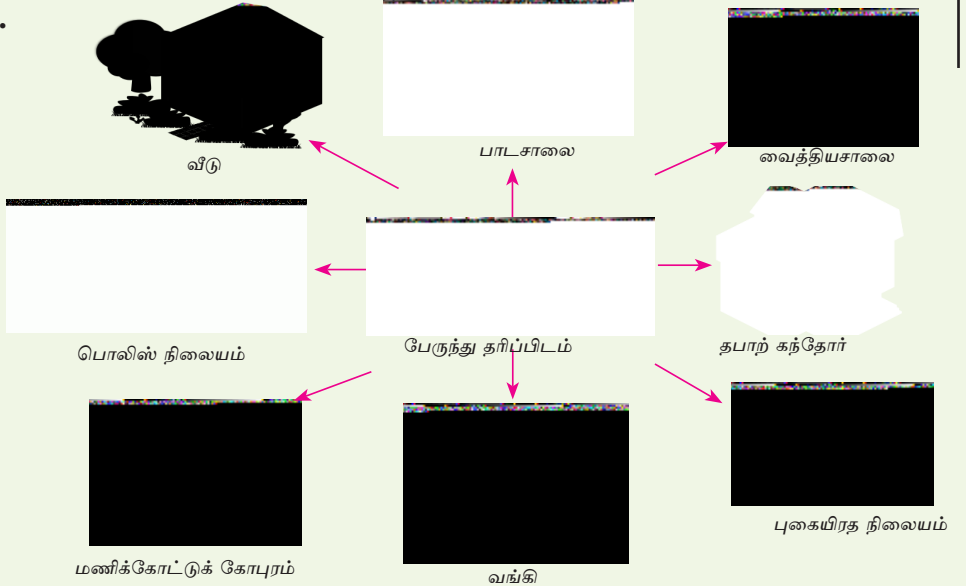 வீடு
பாடசாலை
வைத்தியசாலை
பொலிஸ் நிலையம்
பேருந்து தரிப்பிடம்
தபாற் கந்தோர்
மணிக்கோட்டுக் கோபுரம்
வங்கி
புகையிரத நிலையம்